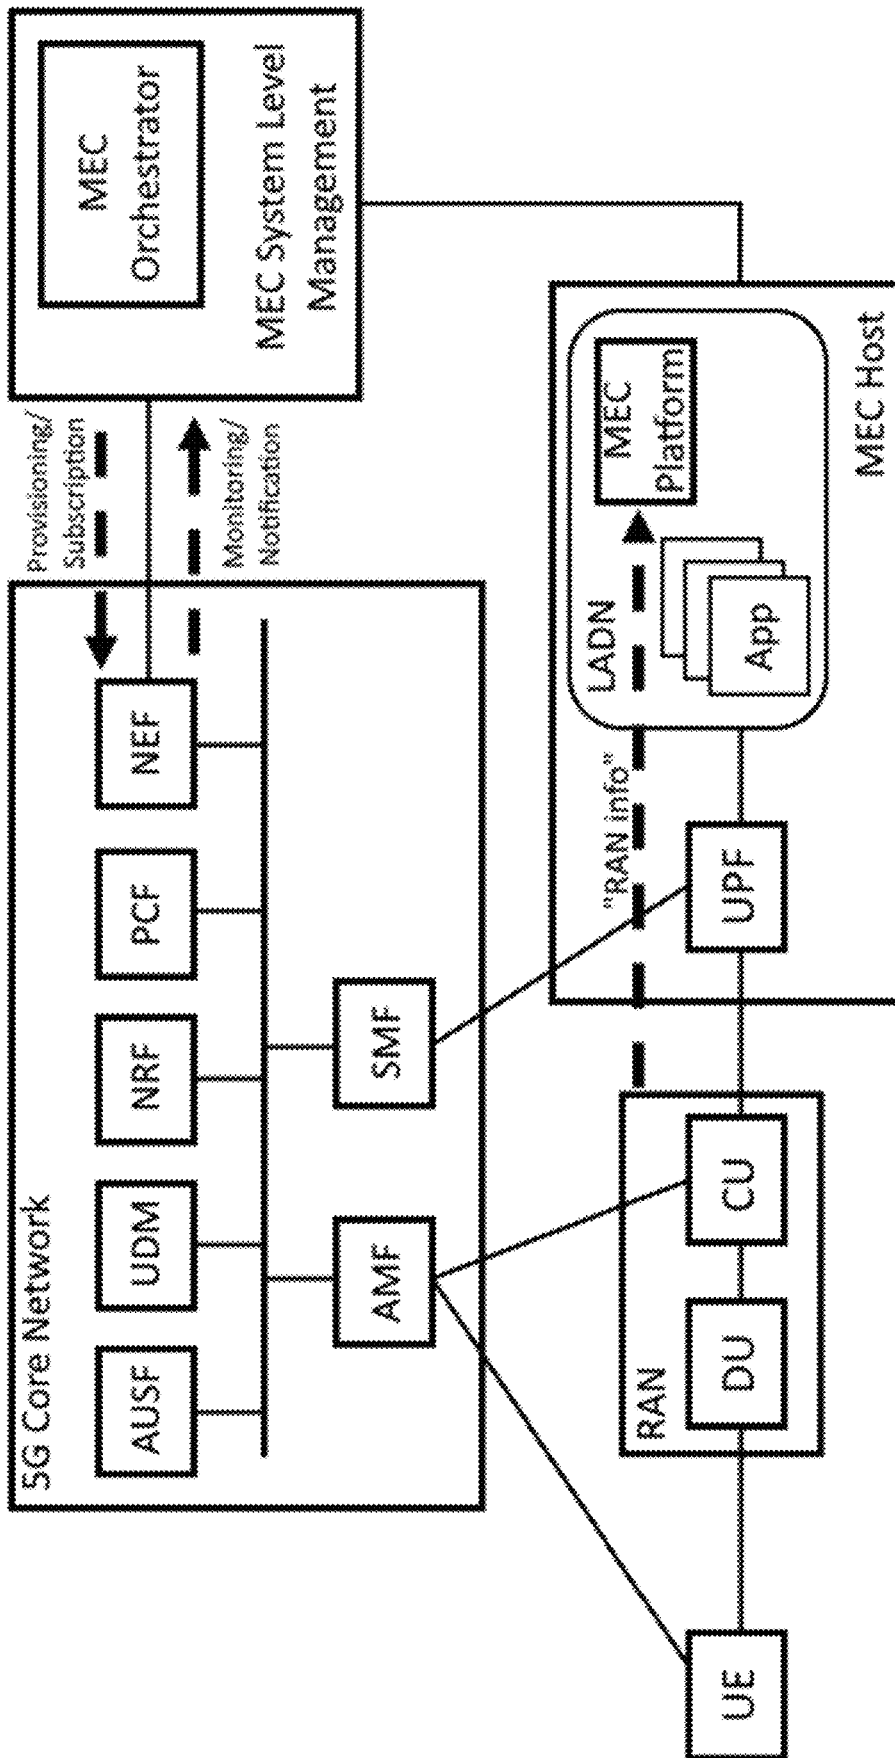 5G Core Network
AUSF
UDM
NRF
PCF
NEF
AMF
SMF
Provisioning/
Subscription
Monitoring/
Notification
MEC
Orchestrator
MEC System Level
Management
UE
RAN
DU
CU
"RAN info"
UPF
LADN
App
MEC
Platform
MEC Host